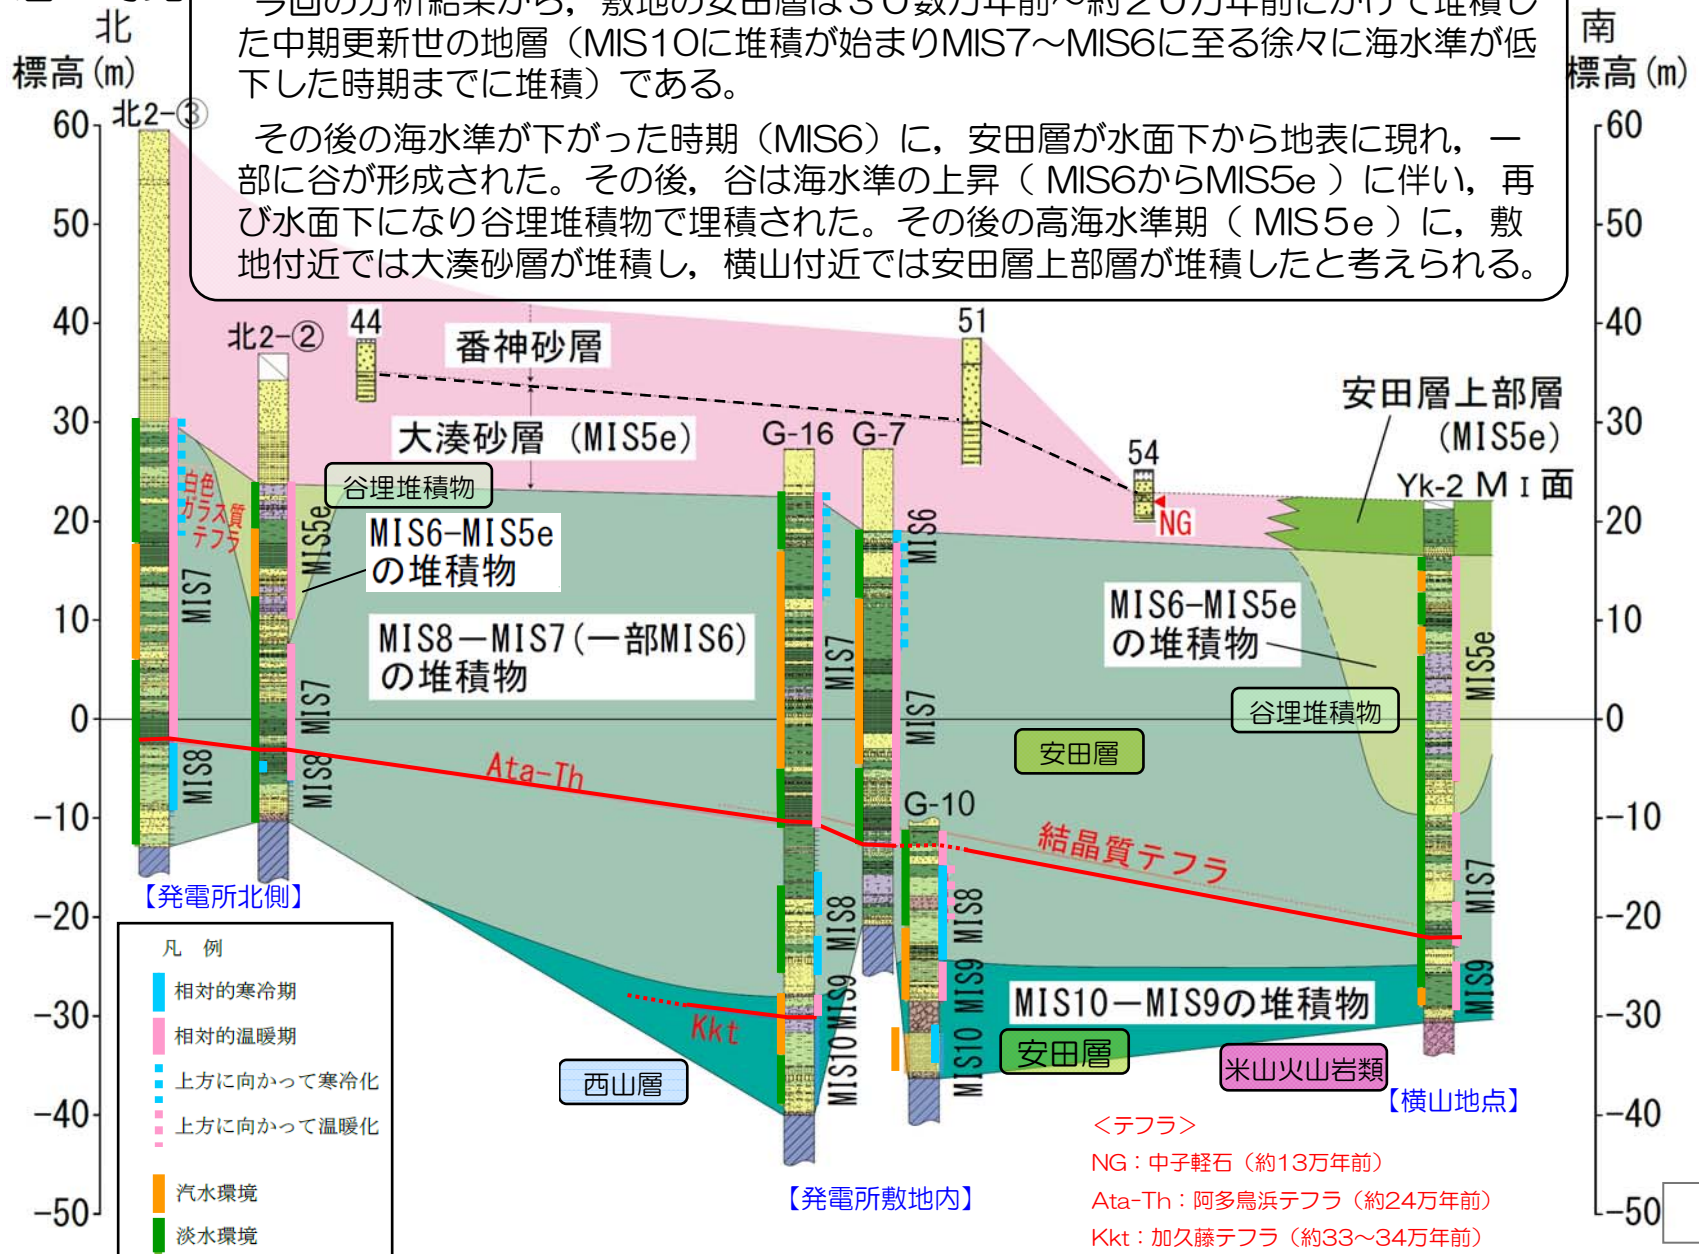 今回の分析結果から，敷地の安田層は３０数万年前～約２０万年前にかけて堆積し
た中期更新世の地層（MIS10に堆積が始まりMIS7～MIS6に至る徐々に海水準が低
下した時期までに堆積）である。
その後の海水準が下がった時期（MIS6）に，安田層が水面下から地表に現れ，一
部に谷が形成された。その後，谷は海水準の上昇（ MIS6からMIS5e ）に伴い，再
び水面下になり谷埋堆積物で埋積された。その後の高海水準期（ MIS5e ）に，敷
地付近では大湊砂層が堆積し，横山付近では安田層上部層が堆積したと考えられる。
北
標高(m)
南
標高(m)
60
50
40
30
20
10
0
-10
-20
-30
-40
-50
60
50
40
30
20
10
0
-10
-20
-30
-40
-50
北2-③
北2-②
44
51
54
G-16
G-7
G-10
Yk-2 MⅠ面
番神砂層
大湊砂層（MIS5e）
安田層上部層
（MIS5e）
NG
谷埋堆積物
MIS6-MIS5e
の堆積物
白色
ガラス質
テフラ
MIS7
MIS8
MIS5e
MIS7
MIS8
MIS8－MIS7(一部MIS6)
の堆積物
MIS7
MIS8
MIS9
MIS10
MIS6
MIS7
MIS8
MIS9
MIS10
MIS6-MIS5e
の堆積物
谷埋堆積物
MIS5e
MIS7
MIS9
安田層
Ata-Th
結晶質テフラ
Kkt
MIS10－MIS9の堆積物
安田層
西山層
米山火山岩類
【発電所北側】
【発電所敷地内】
【横山地点】
凡 例
相対的寒冷期
相対的温暖期
上方に向かって寒冷化
上方に向かって温暖化
汽水環境
淡水環境
＜テフラ＞
NG：中子軽石（約13万年前）
Ata-Th：阿多鳥浜テフラ（約24万年前）
Kkt：加久藤テフラ（約33～34万年前）